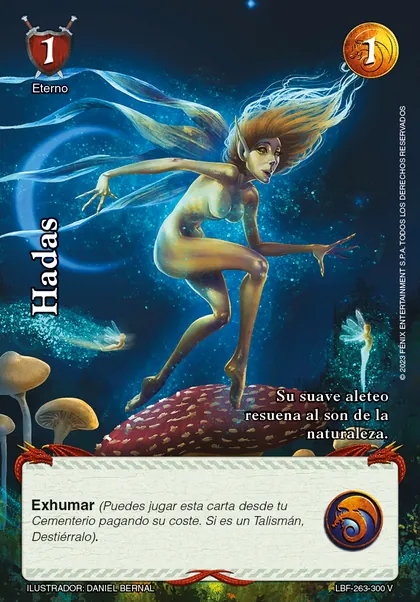 1
1
Eterno
Hadas
© 2023 FÉNIX ENTERTAINMENT S.P.A. TODOS LOS DERECHOS RESERVADOS
Su suave aleteo
resuena al son de la
naturaleza.
Exhumar (Puedes jugar esta carta desde tu
Cementerio pagando su coste. Si es un Talismán,
Destiérralo).
ILUSTRADOR: DANIEL BERNAL
LBF-263-300 V